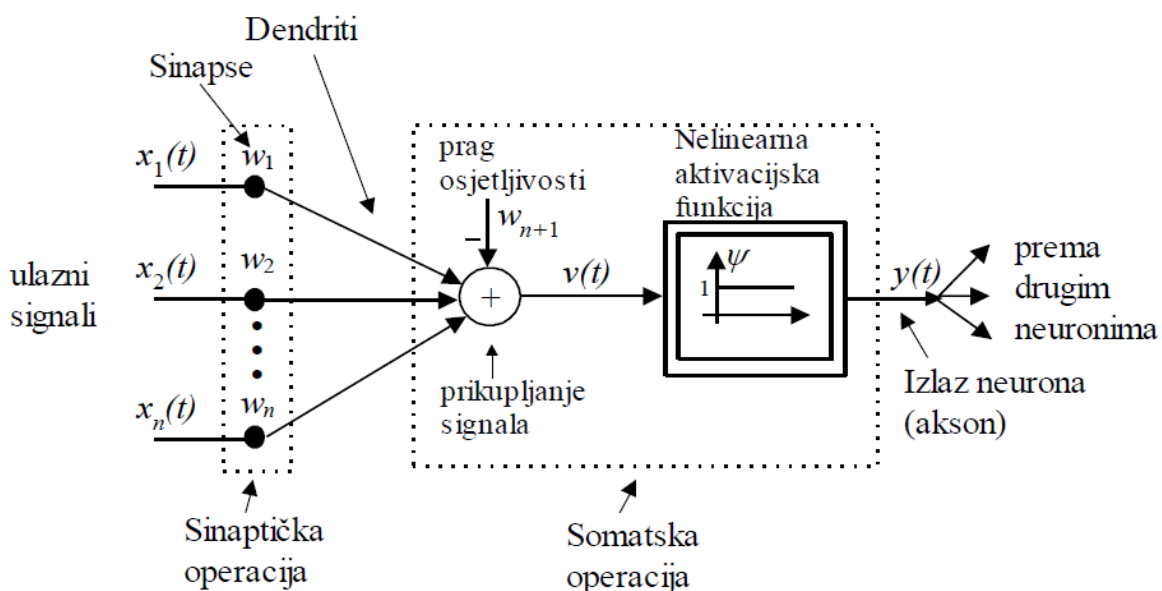 Dendriti
Sinapse
x₁(t)
w₁
prag
osjetljivosti
wₙ₊₁
–
Nelinearna
aktivacijska
funkcija
ulazni
signali
x₂(t)
w₂
+
v(t)
ψ
1
y(t)
prema
drugim
neuronima
xₙ(t)
wₙ
prikupljanje
signala
Izlaz neurona
(akson)
Sinaptička
operacija
Somatska
operacija